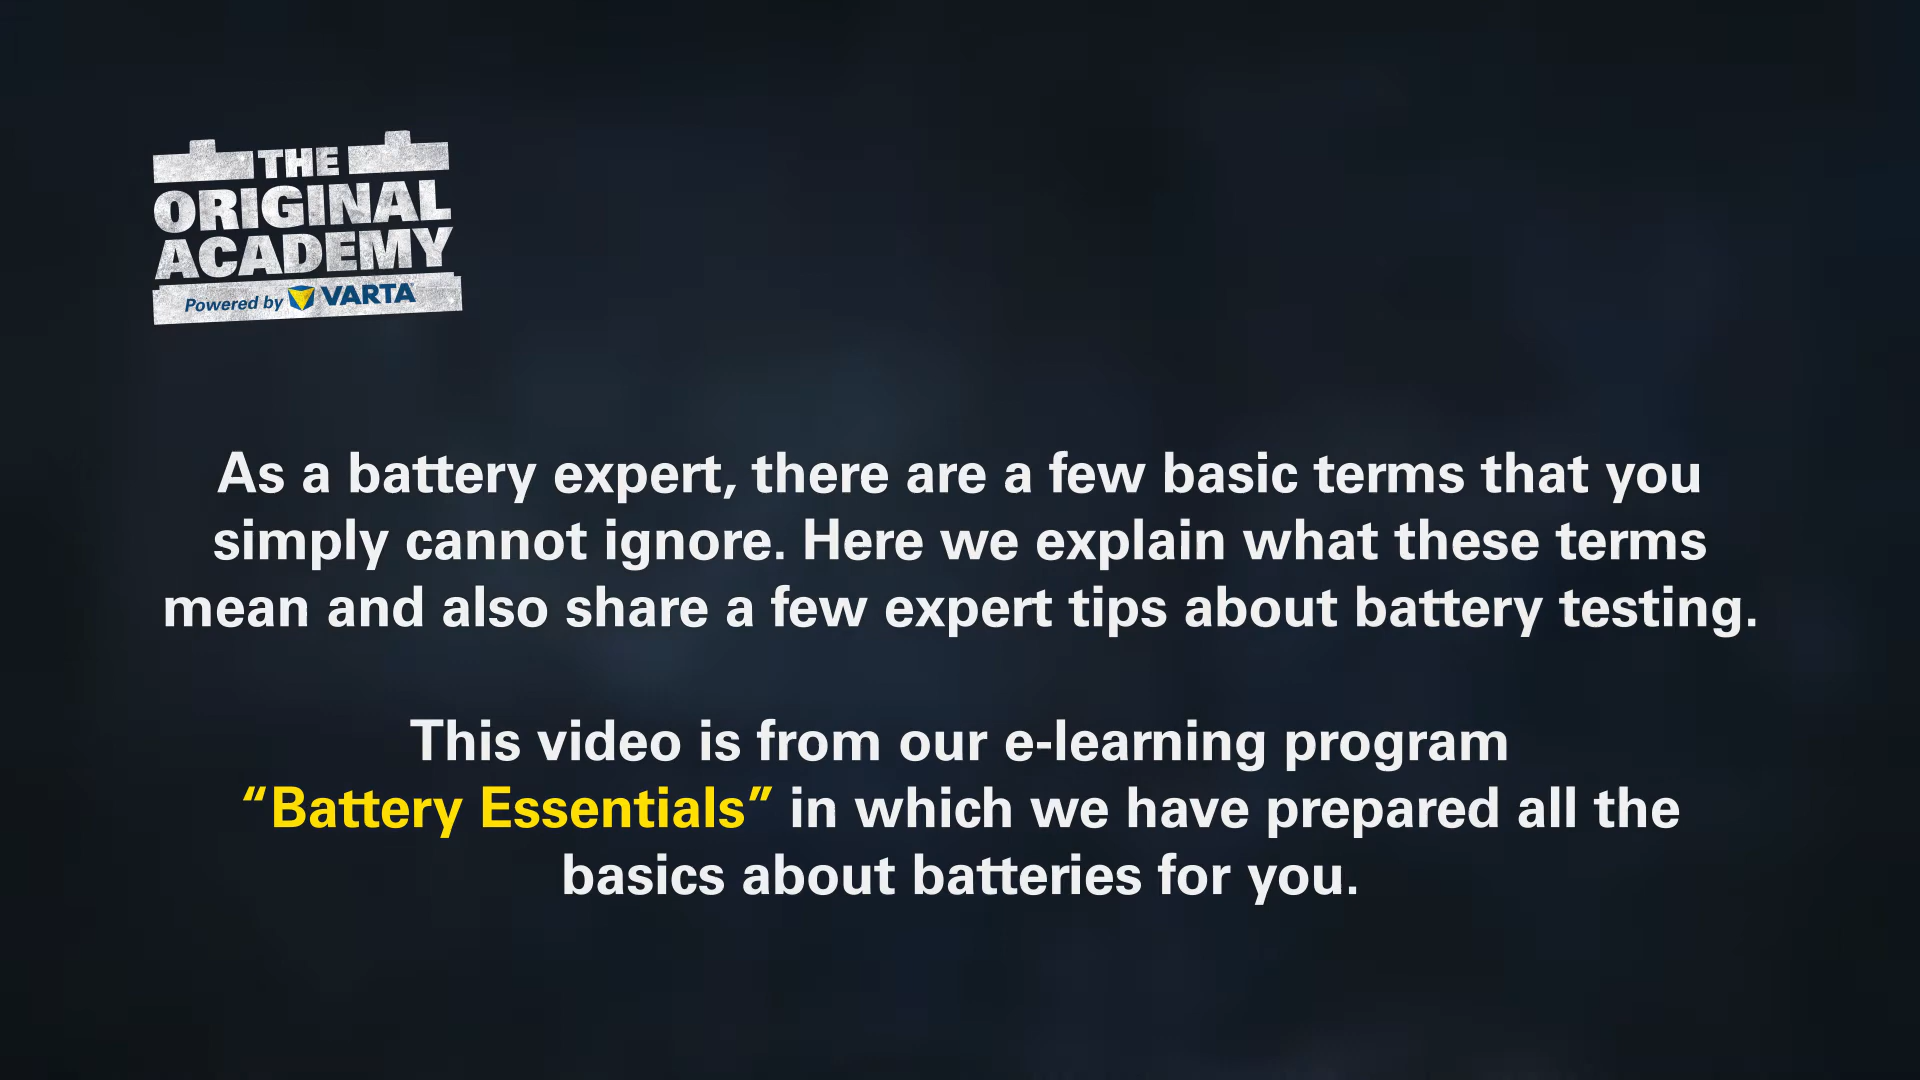 THE
ORIGINAL
ACADEMY
Powered by VARTA
As a battery expert, there are a few basic terms that you
simply cannot ignore. Here we explain what these terms
mean and also share a few expert tips about battery testing.
This video is from our e-learning program
“Battery Essentials” in which we have prepared all the
basics about batteries for you.